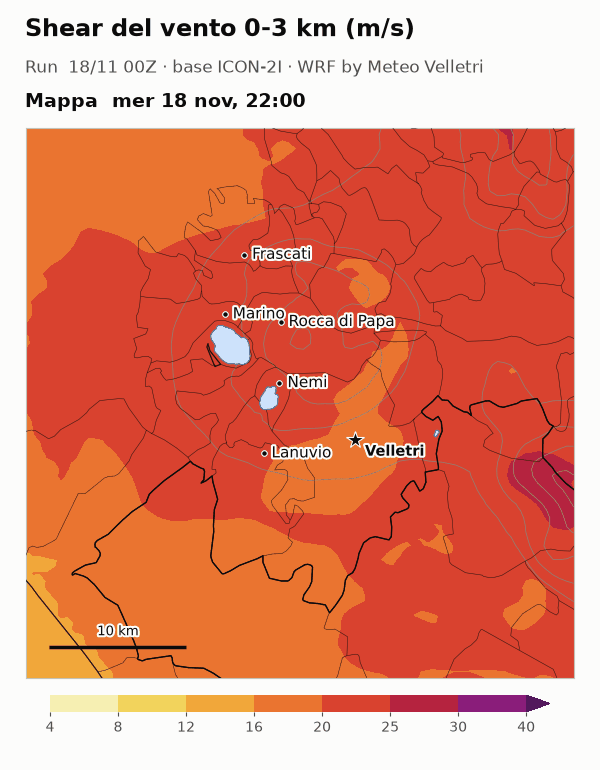 Shear del vento 0-3 km (m/s)
Run  18/11 00Z · base ICON-2I · WRF by Meteo Velletri
Mappa  mer 18 nov, 22:00
Frascati
Marino
Rocca di Papa
Nemi
Velletri
Lanuvio
10 km
4 8 12 16 20 25 30 40